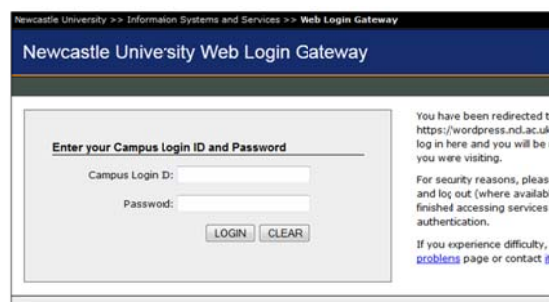 Newcastle University >> Informaion Systems and Services >> Web Login Gateway
Newcastle University Web Login Gateway
Enter your Campus Login ID and Password
Campus Login ID:
Password:
LOGIN CLEAR
You have been redirected t
https://wordpress.ncl.ac.uk
log in here and you will be
you were visiting.
For security reasons, pleas
and log out (where availab
finished accessing services
authentication.
If you experience difficulty,
problems page or contact